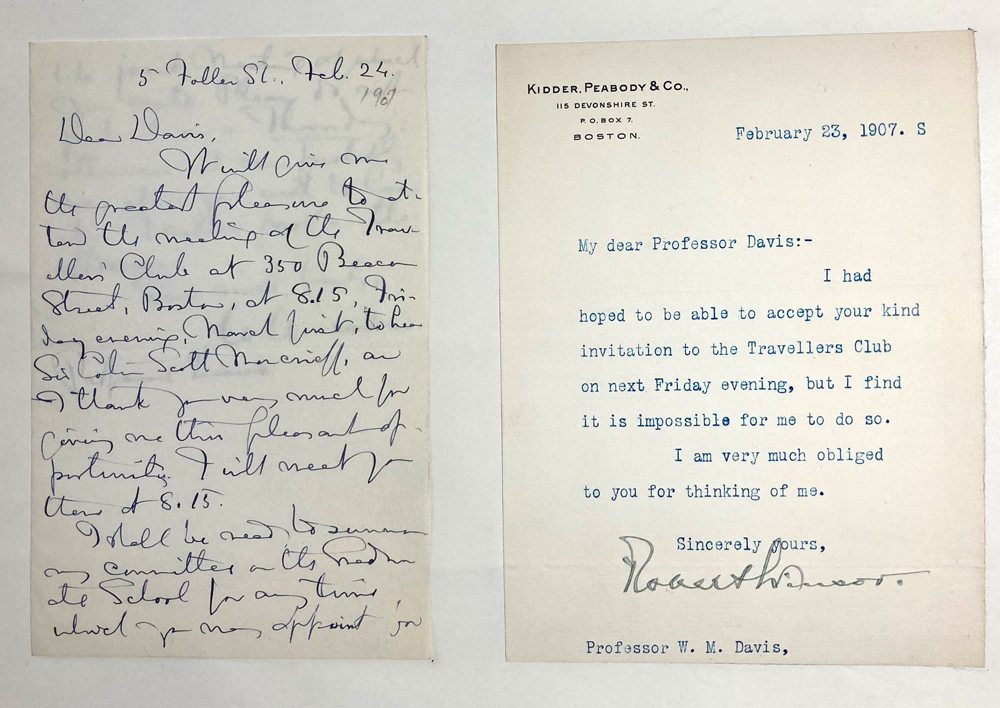 5 Follen St., Feb. 24.
1907
Dear Davis,
It will give me
the greatest pleasure to at-
tend the meeting of the Trav-
ellers' Club at 350 Beacon
Street, Boston, at 8.15, Fri-
day evening, March first, to hear
Sir Colin Scott Moncrieff, and
I thank you very much for
giving me this pleasant op-
portunity. I will meet you
there at 8.15.
I shall be ready to summon
my committee on the Gradu-
ate School for any time
which you may appoint for
KIDDER, PEABODY & CO.,
115 DEVONSHIRE ST.
P. O. BOX 7.
BOSTON.
February 23, 1907. S
My dear Professor Davis:-
I had
hoped to be able to accept your kind
invitation to the Travellers Club
on next Friday evening, but I find
it is impossible for me to do so.
I am very much obliged
to you for thinking of me.
Sincerely yours,
Robert Winsor.
Professor W. M. Davis,